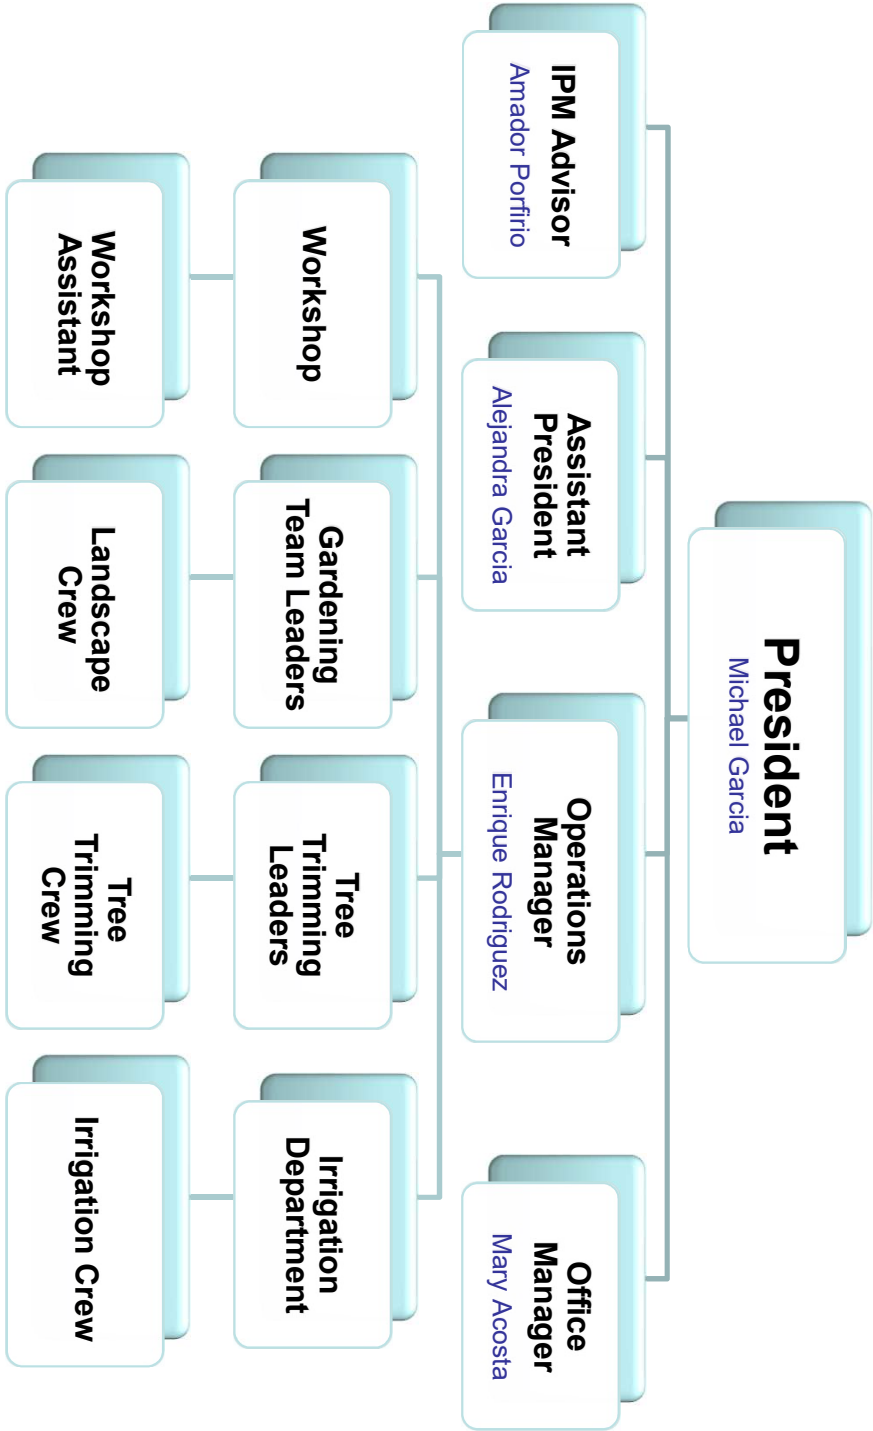 President
Michael Garcia
IPM Advisor
Amador Porfirio
Assistant
President
Alejandra Garcia
Operations
Manager
Enrique Rodriguez
Office
Manager
Mary Acosta
Workshop
Gardening
Team Leaders
Tree
Trimming
Leaders
Irrigation
Department
Workshop
Assistant
Landscape
Crew
Tree
Trimming
Crew
Irrigation Crew